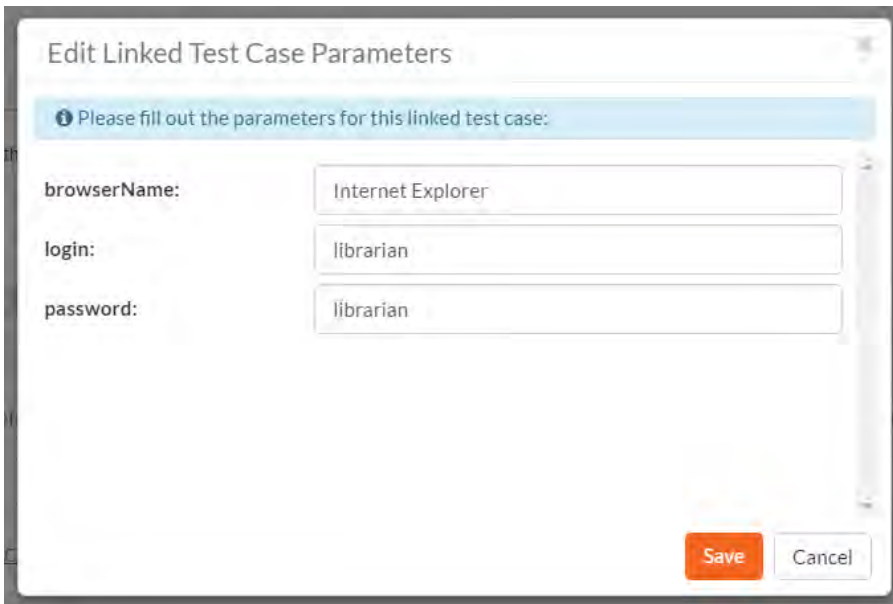 Edit Linked Test Case Parameters
Please fill out the parameters for this linked test case:
browserName: Internet Explorer
login: librarian
password: librarian
Save Cancel